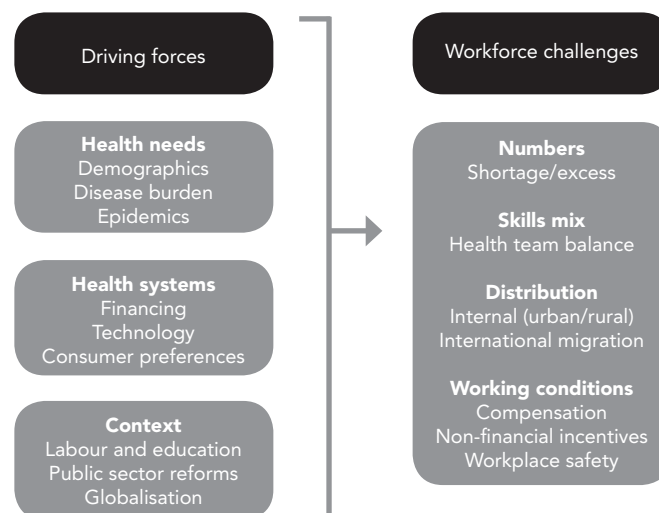 Driving forces
Health needs
Demographics
Disease burden
Epidemics
Health systems
Financing
Technology
Consumer preferences
Context
Labour and education
Public sector reforms
Globalisation
Workforce challenges
Numbers
Shortage/excess
Skills mix
Health team balance
Distribution
Internal (urban/rural)
International migration
Working conditions
Compensation
Non-financial incentives
Workplace safety